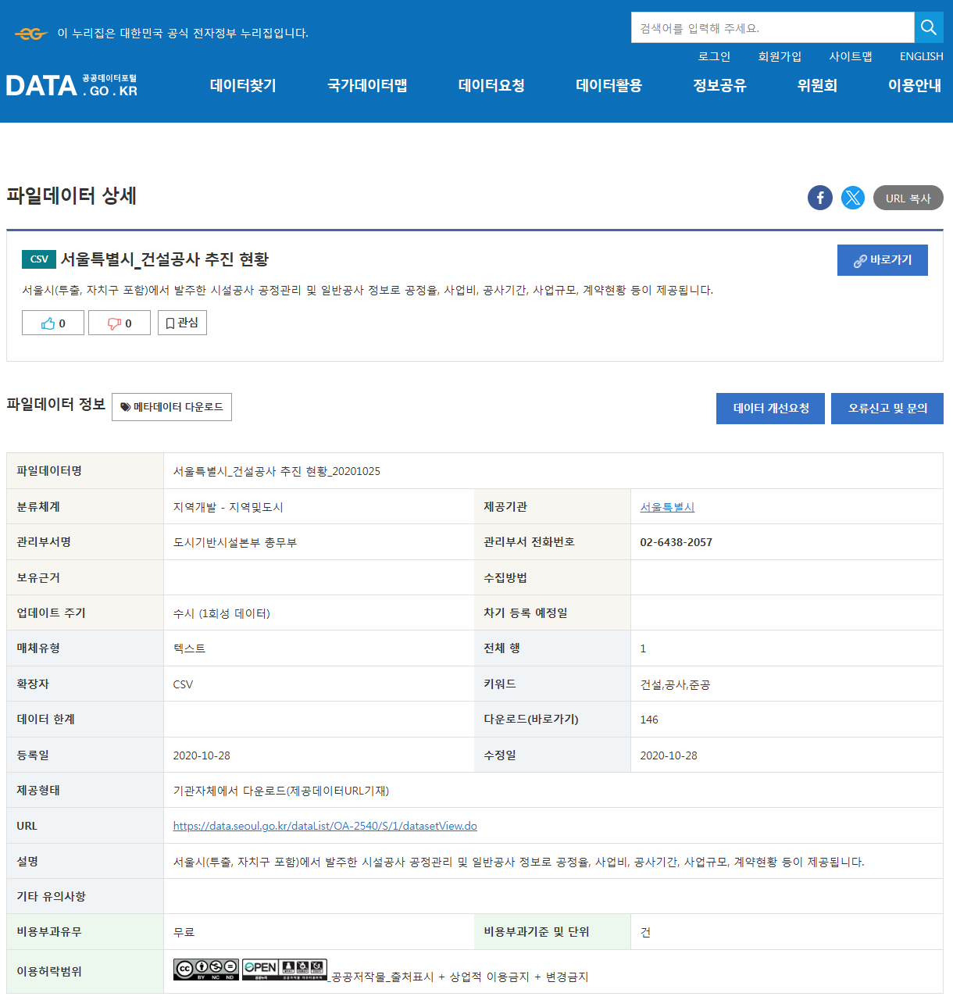 이 누리집은 대한민국 공식 전자정부 누리집입니다.
검색어를 입력해 주세요.
로그인 회원가입 사이트맵 ENGLISH
DATA 공공데이터포털 . GO . KR
데이터찾기 국가데이터맵 데이터요청 데이터활용 정보공유 위원회 이용안내
파일데이터 상세
URL 복사
CSV 서울특별시_건설공사 추진 현황
바로가기
서울시(투출, 자치구 포함)에서 발주한 시설공사 공정관리 및 일반공사 정보로 공정율, 사업비, 공사기간, 사업규모, 계약현황 등이 제공됩니다.
0 0 관심
파일데이터 정보 메타데이터 다운로드
데이터 개선요청 오류신고 및 문의
파일데이터명 서울특별시_건설공사 추진 현황_20201025
분류체계 지역개발 - 지역및도시 제공기관 서울특별시
관리부서명 도시기반시설본부 총무부 관리부서 전화번호 02-6438-2057
보유근거 수집방법
업데이트 주기 수시 (1회성 데이터) 차기 등록 예정일
매체유형 텍스트 전체 행 1
확장자 CSV 키워드 건설,공사,준공
데이터 한계 다운로드(바로가기) 146
등록일 2020-10-28 수정일 2020-10-28
제공형태 기관자체에서 다운로드(제공데이터URL기재)
URL https://data.seoul.go.kr/dataList/OA-2540/S/1/datasetView.do
설명 서울시(투출, 자치구 포함)에서 발주한 시설공사 공정관리 및 일반공사 정보로 공정율, 사업비, 공사기간, 사업규모, 계약현황 등이 제공됩니다.
기타 유의사항
비용부과유무 무료 비용부과기준 및 단위 건
이용허락범위 CC BY NC ND OPEN 공공누리 _공공저작물_출처표시 + 상업적 이용금지 + 변경금지